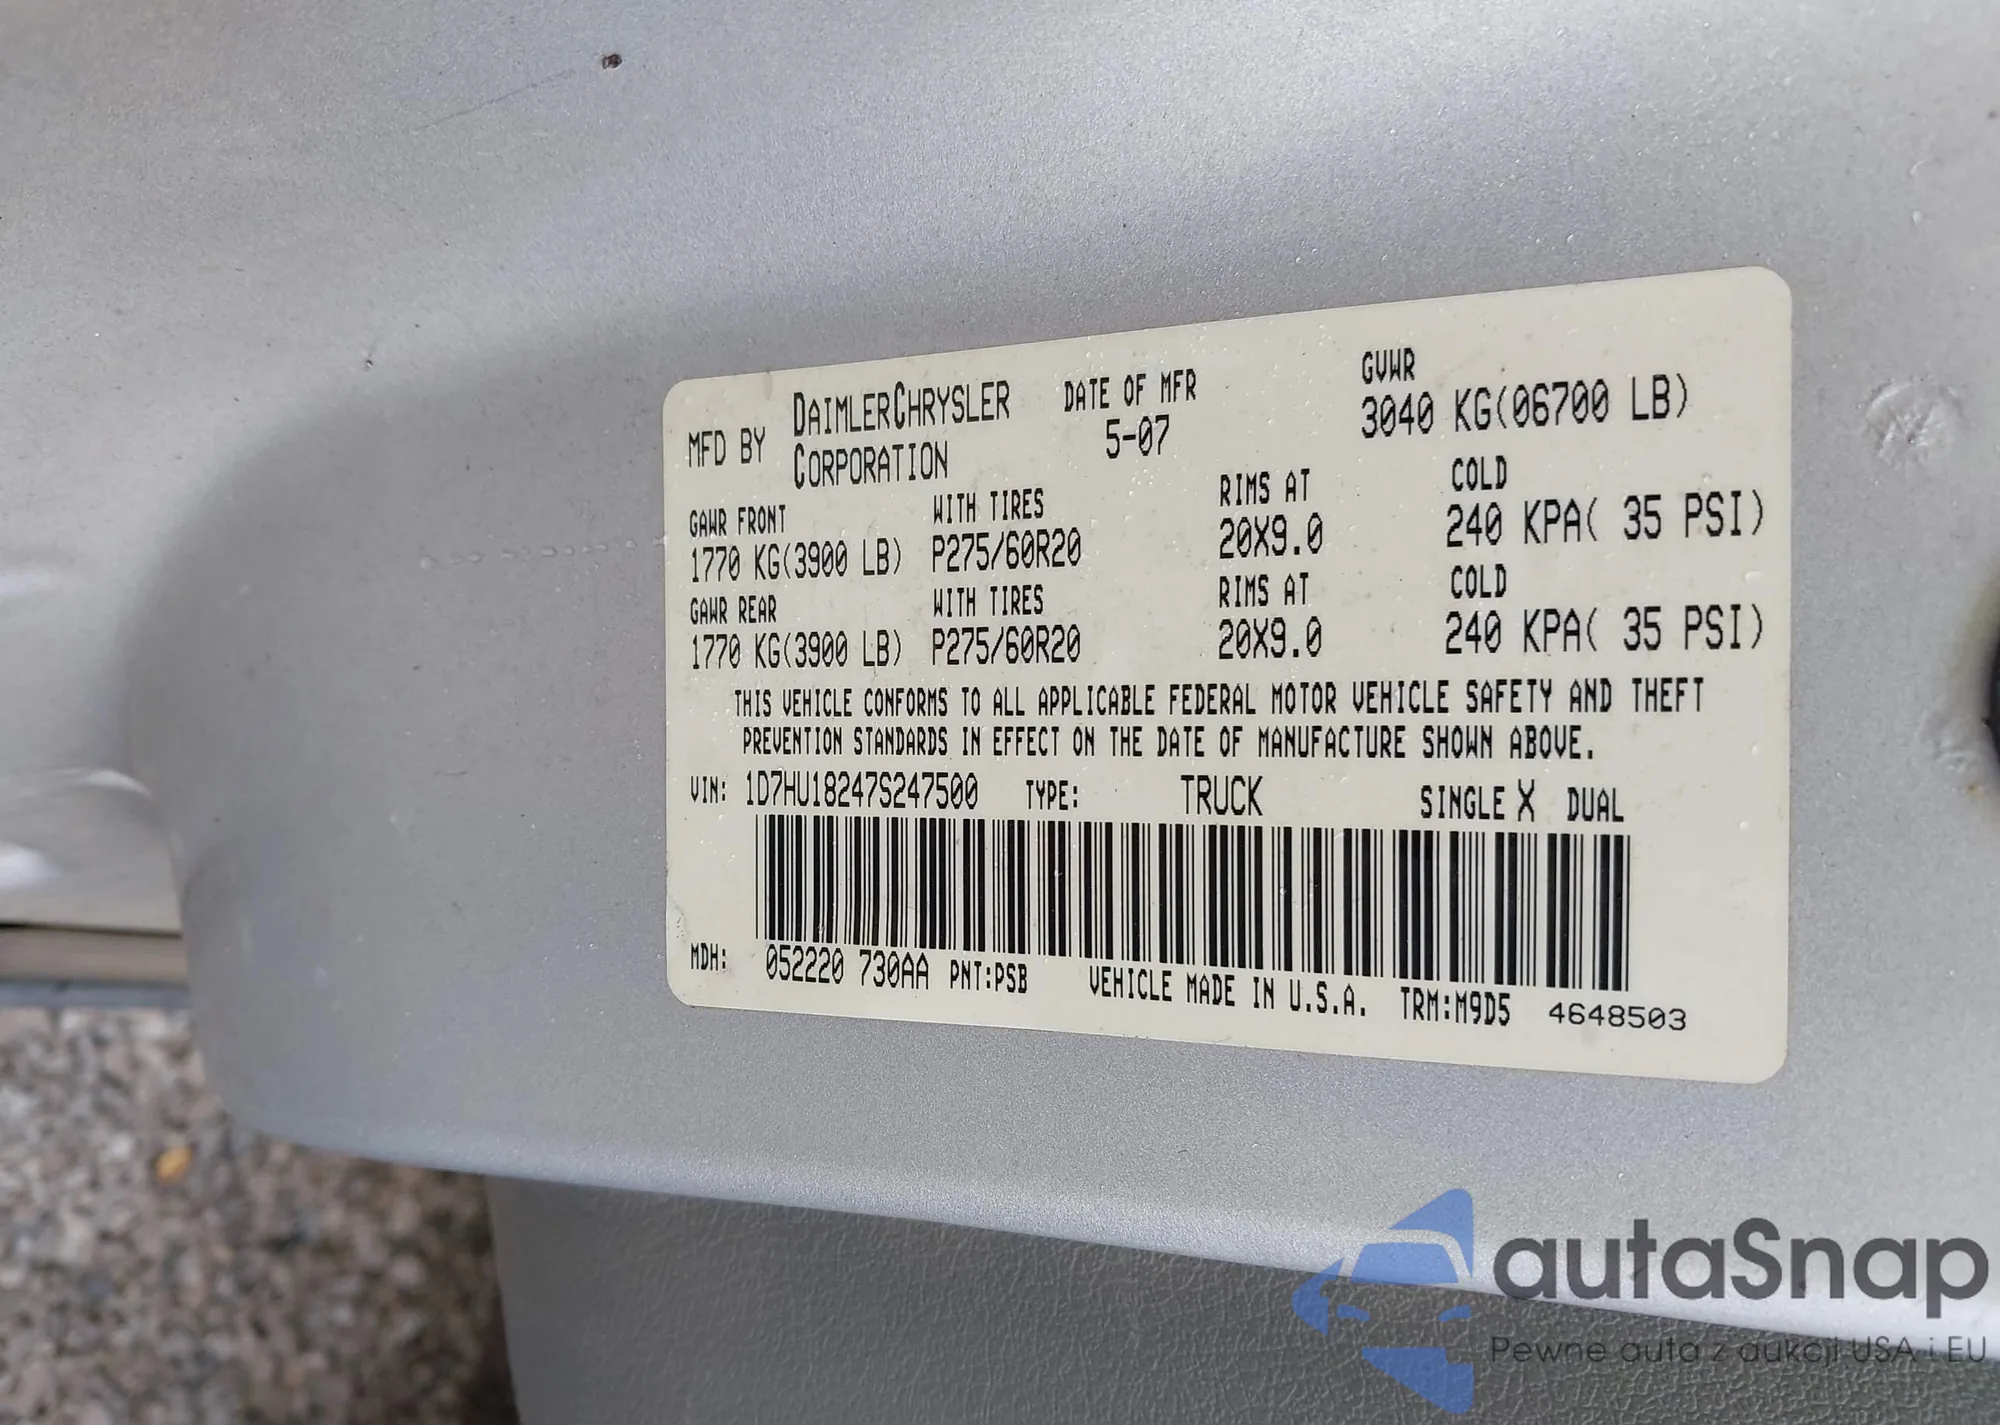 MFD BY DAIMLERCHRYSLER CORPORATION DATE OF MFR 5-07 GVWR 3040 KG(06700 LB)
GAWR FRONT WITH TIRES RIMS AT COLD
1770 KG(3900 LB) P275/60R20 20X9.0 240 KPA( 35 PSI)
GAWR REAR WITH TIRES RIMS AT COLD
1770 KG(3900 LB) P275/60R20 20X9.0 240 KPA( 35 PSI)
THIS VEHICLE CONFORMS TO ALL APPLICABLE FEDERAL MOTOR VEHICLE SAFETY AND THEFT
PREVENTION STANDARDS IN EFFECT ON THE DATE OF MANUFACTURE SHOWN ABOVE.
VIN: 1D7HU18247S247500 TYPE: TRUCK SINGLE X DUAL
MDH: 052220 730AA PNT:PSB VEHICLE MADE IN U.S.A. TRM:M9D5 4648503
autaSnap
Pewne auta z aukcji USA i EU